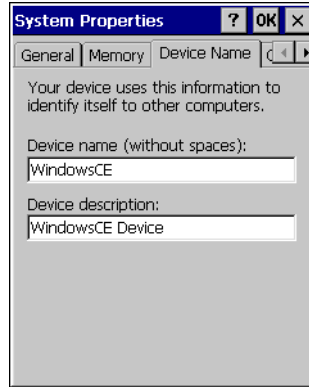 System Properties ? OK ×
General Memory Device Name
Your device uses this information to
identify itself to other computers.
Device name (without spaces):
WindowsCE
Device description:
WindowsCE Device